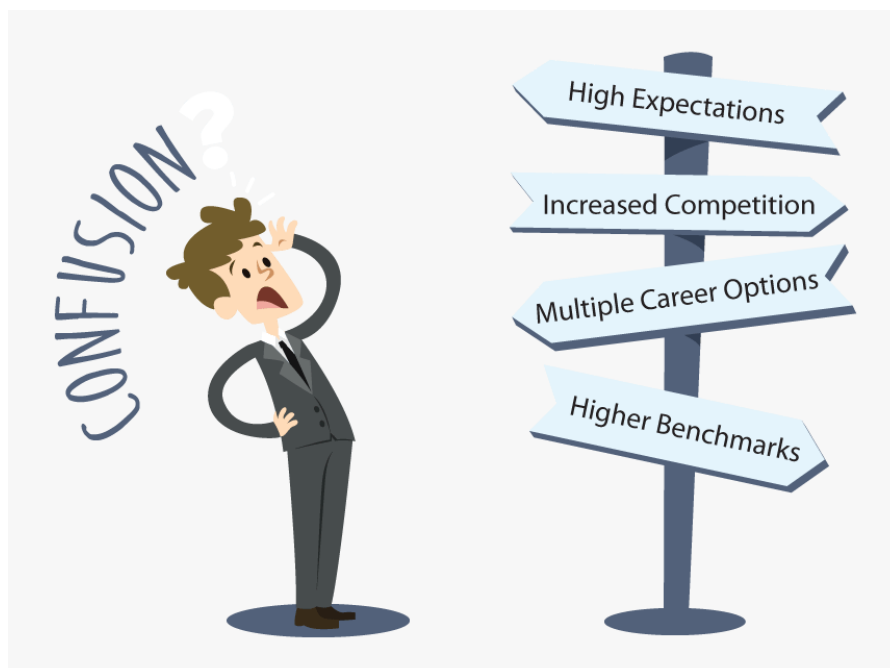 CONFUSION?
High Expectations
Increased Competition
Multiple Career Options
Higher Benchmarks